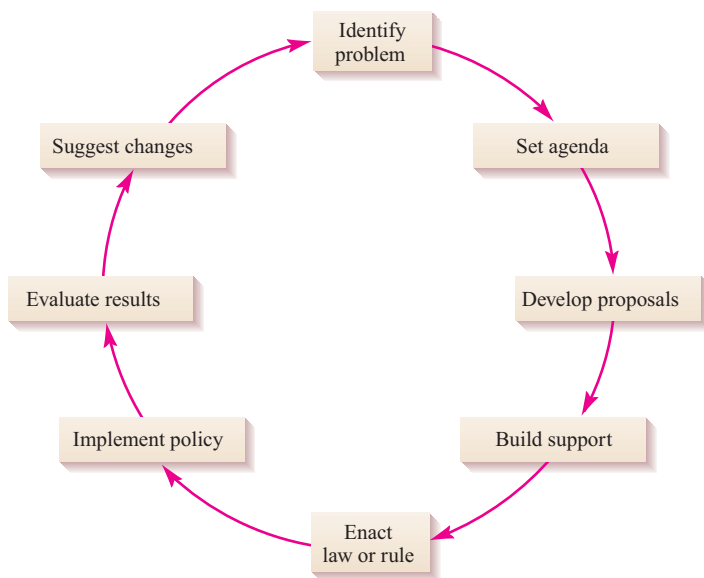 Identify
problem
Set agenda
Develop proposals
Build support
Enact
law or rule
Implement policy
Evaluate results
Suggest changes